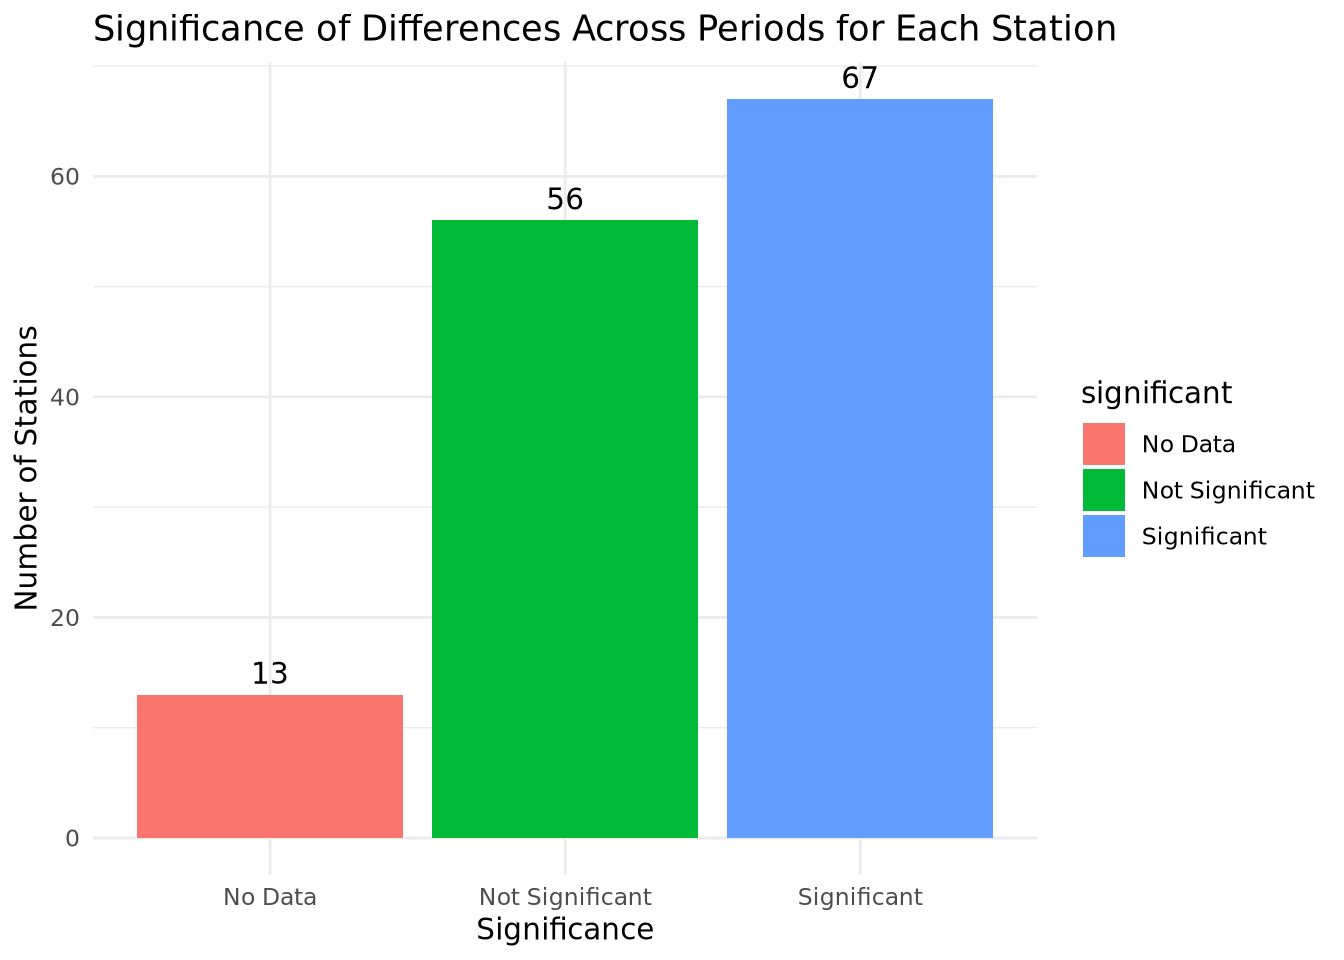 Significance of Differences Across Periods for Each Station
67
60
56
40
20
13
0
Number of Stations
No Data
Not Significant
Significant
Significance
significant
No Data
Not Significant
Significant